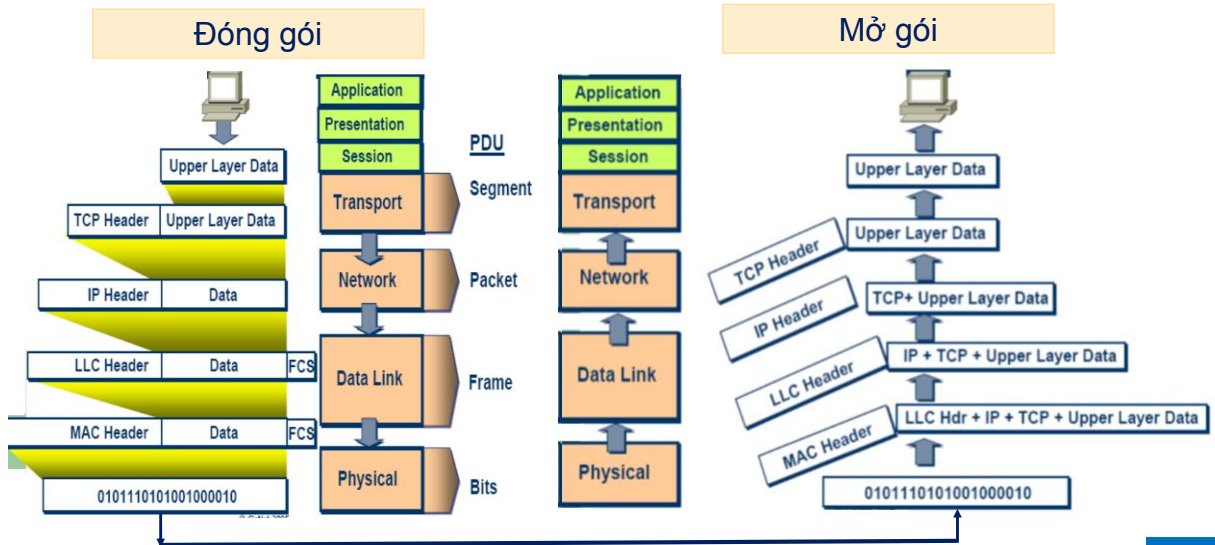 Đóng gói
Mở gói
Upper Layer Data
TCP Header Upper Layer Data
IP Header Data
LLC Header Data FCS
MAC Header Data FCS
0101110101001000010
Application
Presentation
Session
Transport
Network
Data Link
Physical
PDU
Segment
Packet
Frame
Bits
Application
Presentation
Session
Transport
Network
Data Link
Physical
Upper Layer Data
TCP Header
Upper Layer Data
IP Header
TCP+ Upper Layer Data
LLC Header
IP + TCP + Upper Layer Data
MAC Header
LLC Hdr + IP + TCP + Upper Layer Data
0101110101001000010